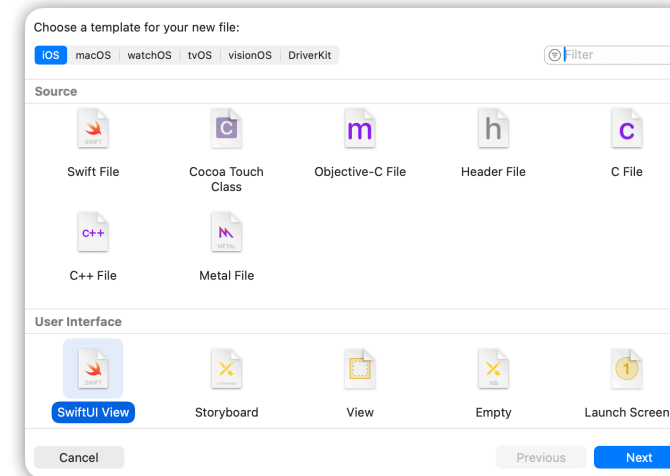 Choose a template for your new file:
iOS macOS watchOS tvOS visionOS DriverKit
Filter
Source
SWIFT
C
m
h
c
Swift File
Cocoa Touch Class
Objective-C File
Header File
C File
C++
METAL
C++ File
Metal File
User Interface
SWIFT
XIB
1
SwiftUI View
Storyboard
View
Empty
Launch Screen
Cancel
Previous
Next